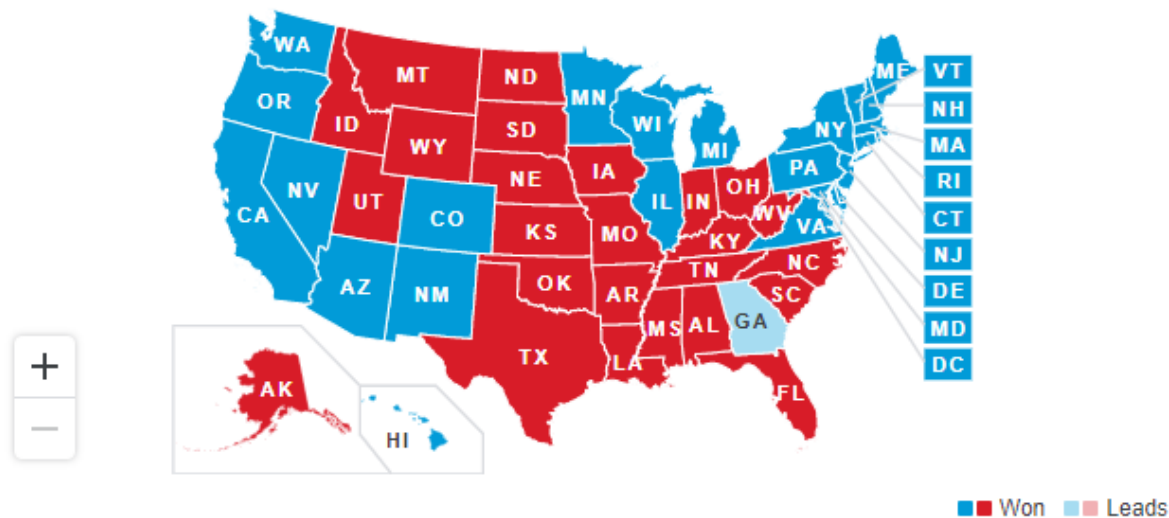 WA
MT
ND
MN
ME
VT
OR
ID
SD
WI
NY
NH
WY
MI
MA
NV
NE
IA
PA
RI
CA
UT
CO
IL
IN
OH
WV
VA
CT
KS
MO
KY
NJ
AZ
NM
OK
AR
TN
NC
DE
SC
MD
TX
LA
MS
AL
GA
DC
+
AK
HI
FL
−
Won
Leads